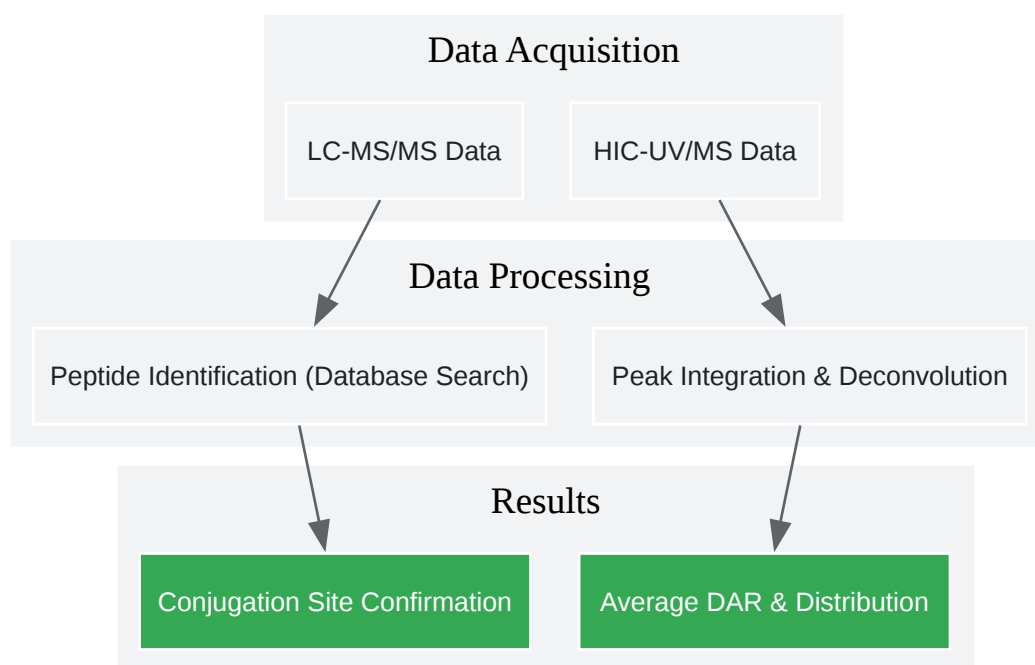 Data Acquisition
LC-MS/MS Data
HIC-UV/MS Data
Data Processing
Peptide Identification (Database Search)
Peak Integration & Deconvolution
Results
Conjugation Site Confirmation
Average DAR & Distribution